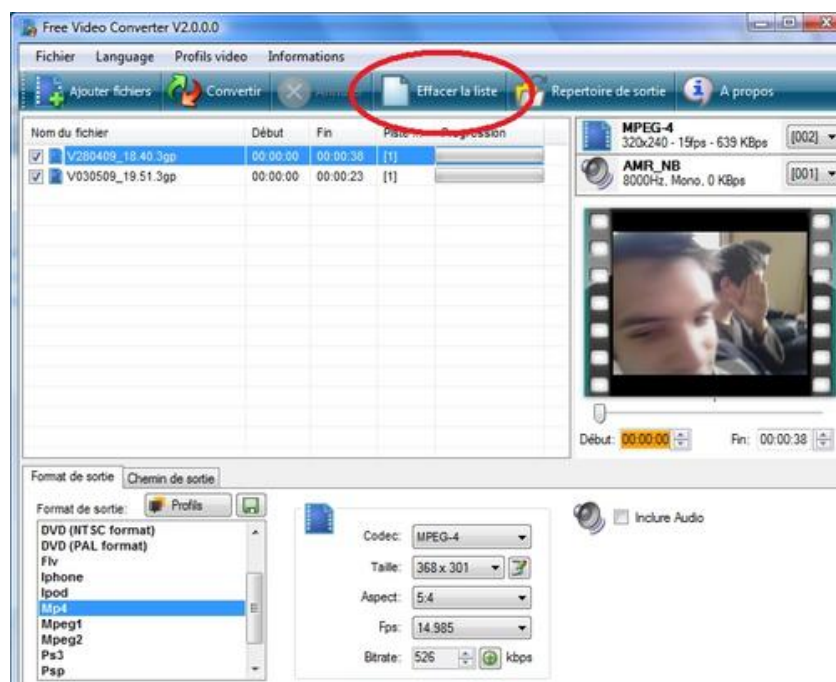 Free Video Converter V2.0.0.0
Fichier Language Profils video Informations
Ajouter fichiers Convertir Effacer la liste Repertoire de sortie A propos
Nom du fichier Début Fin Piste Progression
V280409_18.40.3gp 00:00:00 00:00:38 [1]
V030509_19.51.3gp 00:00:00 00:00:23 [1]
MPEG-4
320x240 - 15fps - 639 KBps [002]
AMR_NB
8000Hz, Mono, 0 KBps [001]
Début: 00:00:00 Fin: 00:00:38
Format de sortie Chemin de sortie
Format de sortie: Profils
DVD (NTSC format)
DVD (PAL format)
Flv
Iphone
Ipod
Mp4
Mpeg1
Mpeg2
Ps3
Psp
Codec: MPEG-4
Taille: 368 x 301
Aspect: 5:4
Fps: 14.985
Bitrate: 526 kbps
Inclure Audio